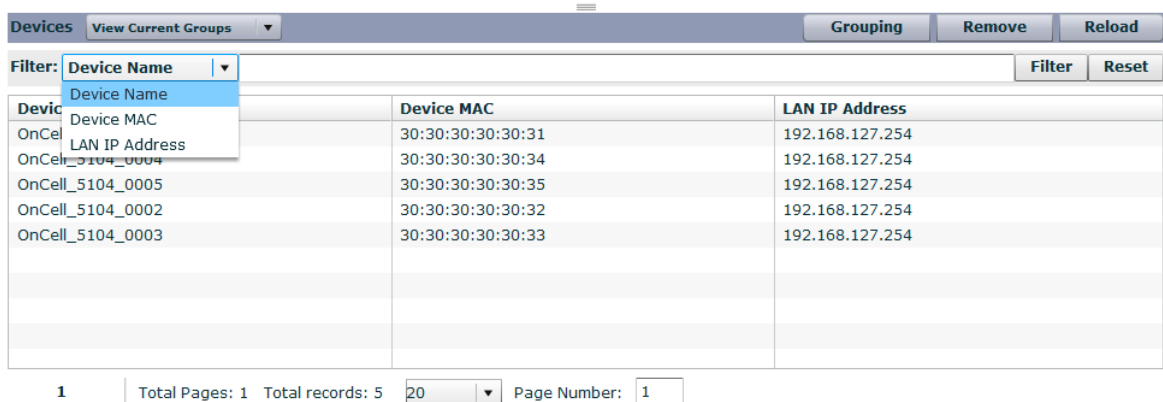 Devices View Current Groups Grouping Remove Reload
Filter: Device Name Filter Reset
Device Name
Device MAC
LAN IP Address
Devic Device MAC LAN IP Address
OnCell 30:30:30:30:30:31 192.168.127.254
OnCell_5104_0004 30:30:30:30:30:34 192.168.127.254
OnCell_5104_0005 30:30:30:30:30:35 192.168.127.254
OnCell_5104_0002 30:30:30:30:30:32 192.168.127.254
OnCell_5104_0003 30:30:30:30:30:33 192.168.127.254
1 Total Pages: 1 Total records: 5 20 Page Number: 1